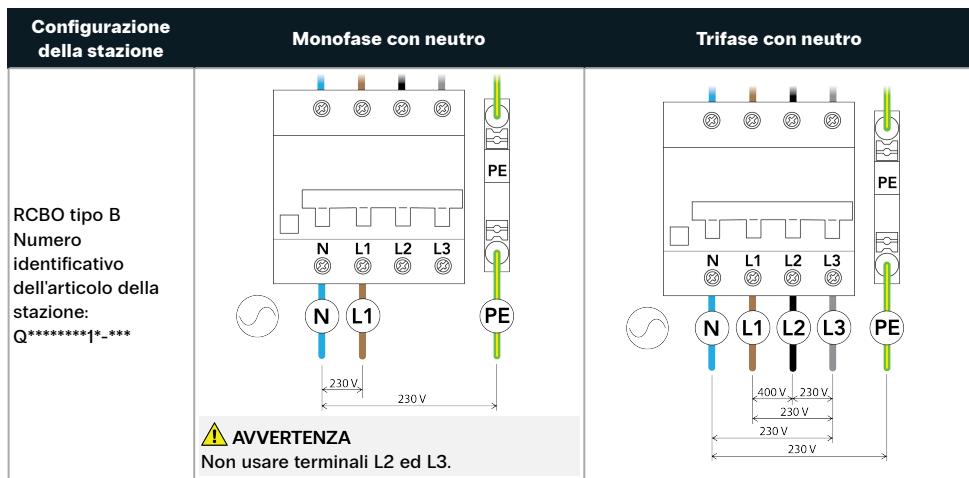 Configurazione
della stazione
Monofase con neutro
Trifase con neutro
RCBO tipo B
Numero
identificativo
dell'articolo della
stazione:
Q********1*-***
PE
N L1 L2 L3
N L1 PE
230 V
230 V
AVVERTENZA
Non usare terminali L2 ed L3.
PE
N L1 L2 L3
N L1 L2 L3 PE
400 V 230 V
230 V
230 V
230 V